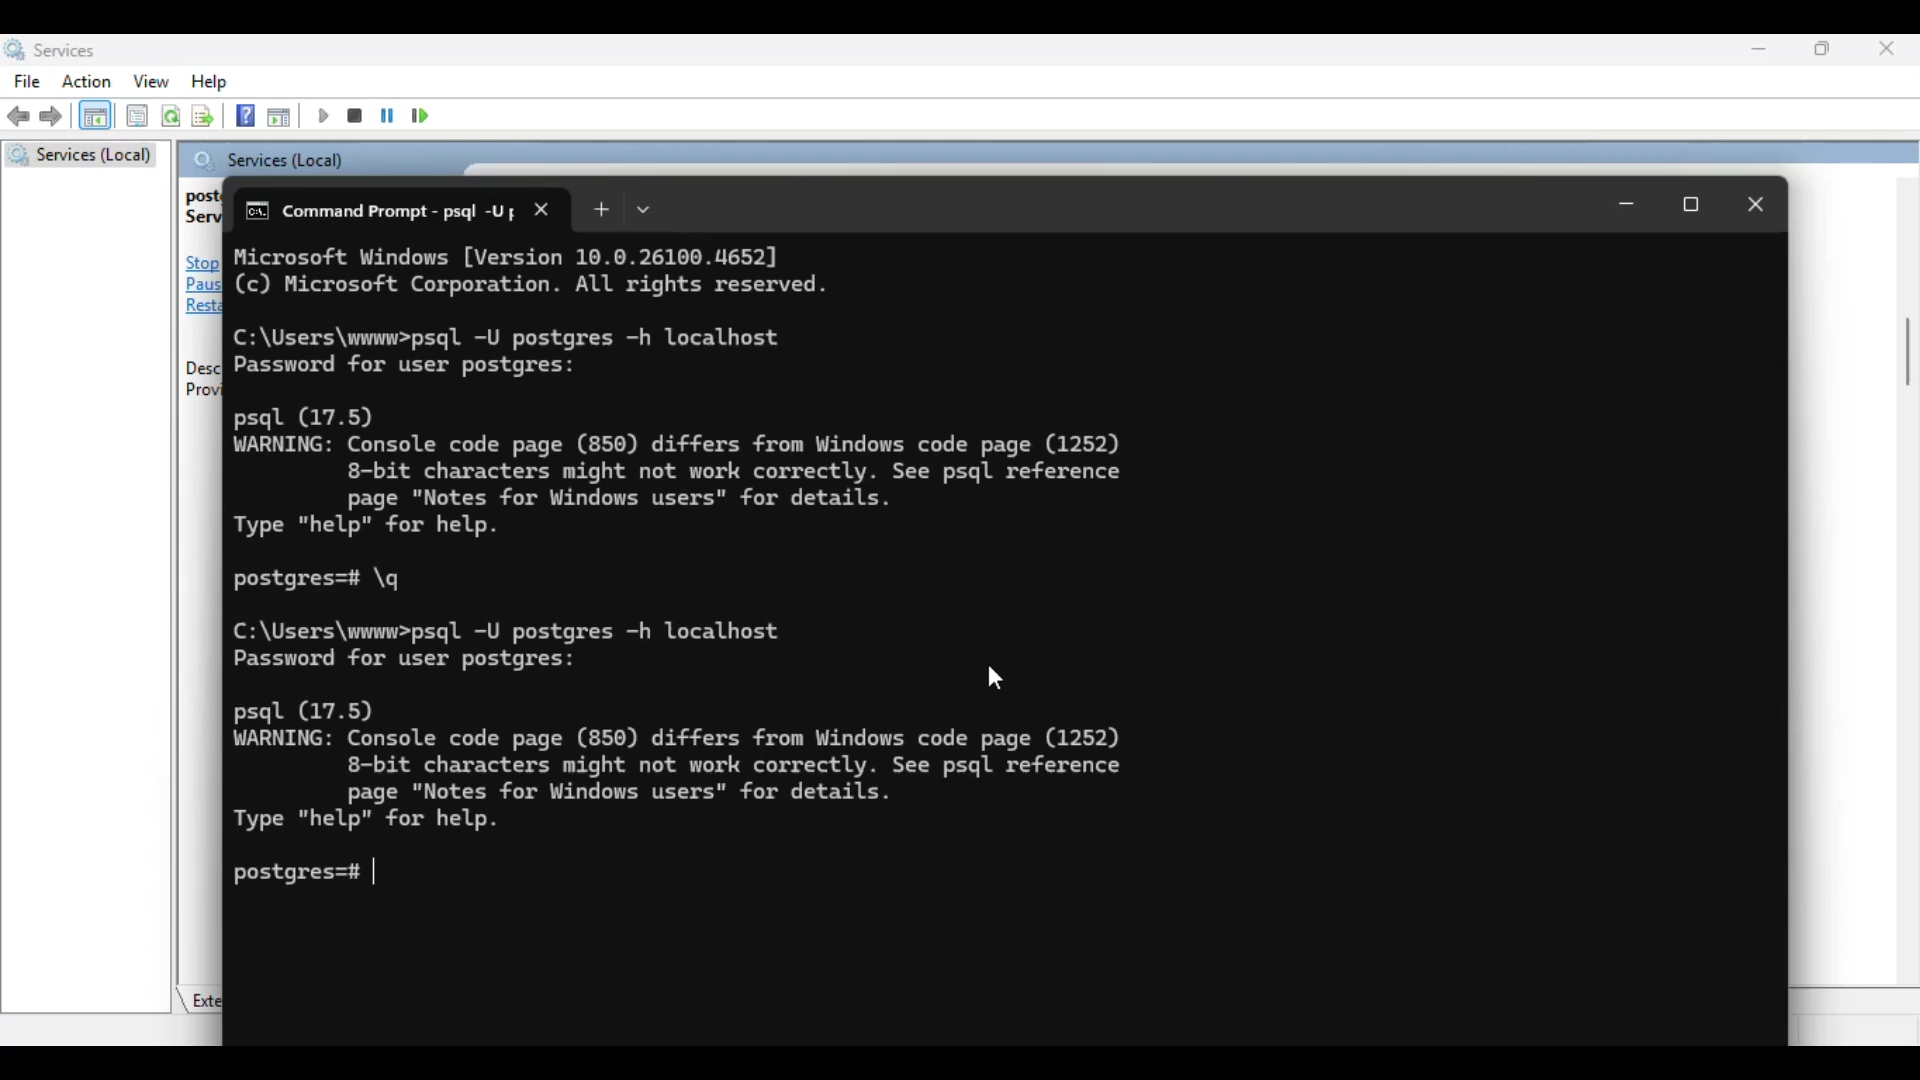 Services
File Action View Help
Services (Local)
Services (Local)
Stop
Command Prompt - psql -U
Microsoft Windows [Version 10.0.26100.4652]
(c) Microsoft Corporation. All rights reserved.
C:\Users\wwww>psql -U postgres -h localhost
Password for user postgres:
psql (17.5)
WARNING: Console code page (850) differs from Windows code page (1252)
8-bit characters might not work correctly. See psql reference
page "Notes for Windows users" for details.
Type "help" for help.
postgres=# \q
C:\Users\wwww>psql -U postgres -h localhost
Password for user postgres:
psql (17.5)
WARNING: Console code page (850) differs from Windows code page (1252)
8-bit characters might not work correctly. See psql reference
page "Notes for Windows users" for details.
Type "help" for help.
postgres=#